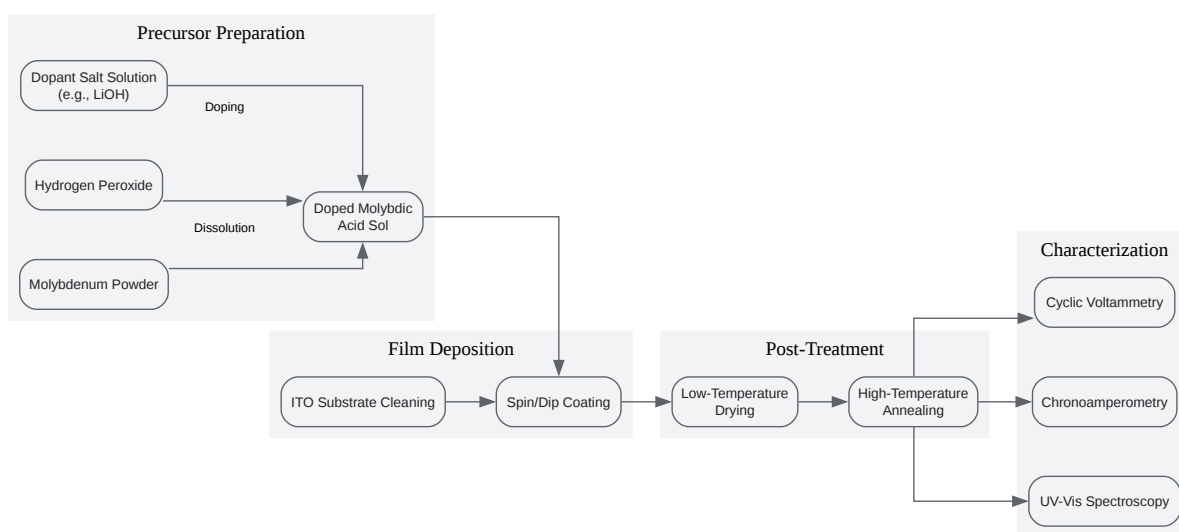 Precursor Preparation
Dopant Salt Solution
(e.g., LiOH)
Doping
Hydrogen Peroxide
Doped Molybdic
Acid Sol
Dissolution
Molybdenum Powder
Film Deposition
ITO Substrate Cleaning
Spin/Dip Coating
Post-Treatment
Low-Temperature
Drying
High-Temperature
Annealing
Characterization
Cyclic Voltammetry
Chronoamperometry
UV-Vis Spectroscopy